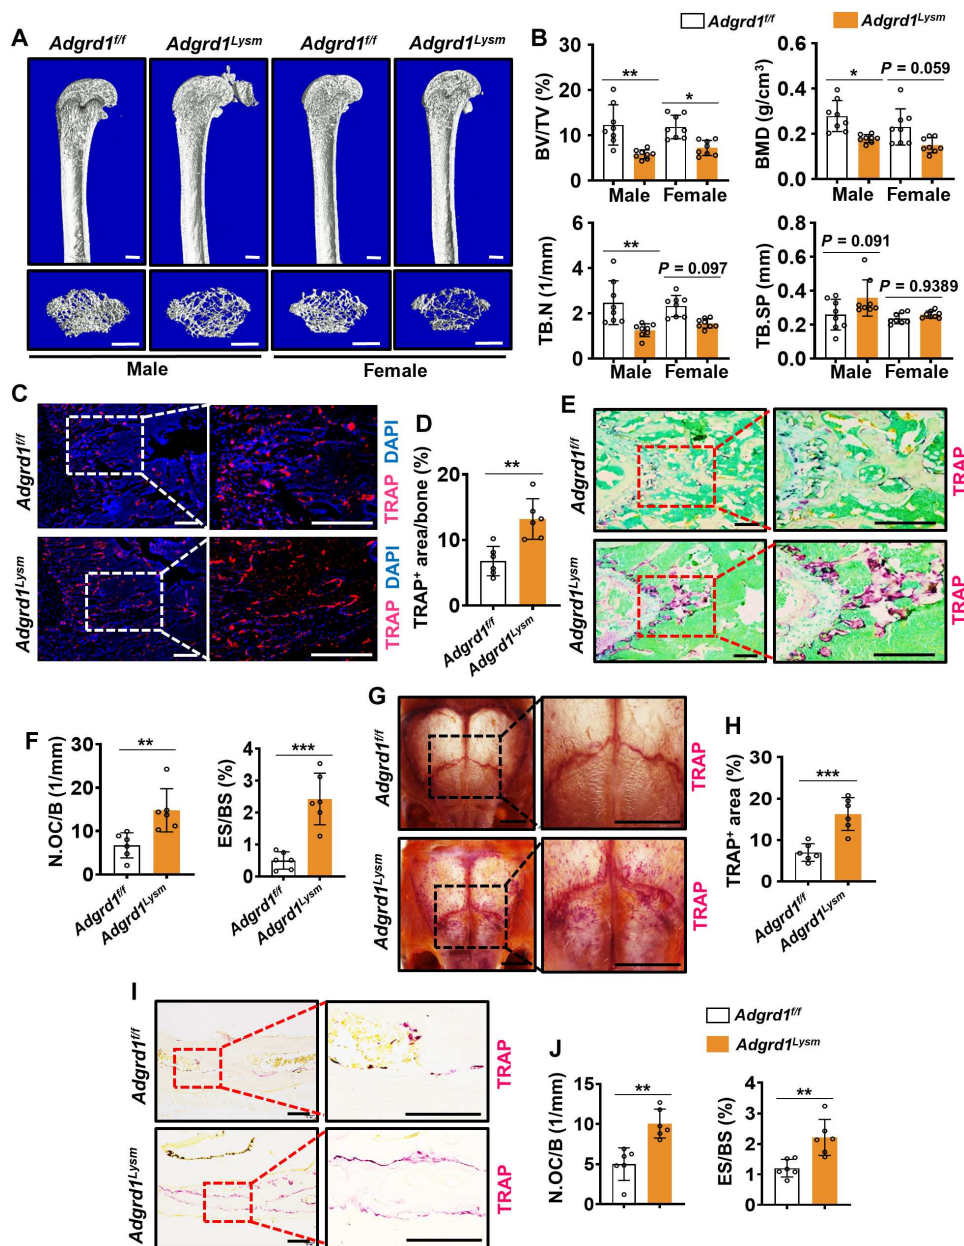 Adgrd1f/f Adgrd1Lysm
A Adgrd1f/f Adgrd1Lysm Adgrd1f/f Adgrd1Lysm
Male Female
B
BV/TV (%)
30
20
10
0
**
*
Male Female
BMD (g/cm³)
0.6
0.4
0.2
0.0
*
P = 0.059
Male Female
TB.N (1/mm)
6
4
2
0
**
P = 0.097
Male Female
TB.SP (mm)
0.8
0.6
0.4
0.2
0.0
P = 0.091
P = 0.9389
Male Female
C
Adgrd1f/f
TRAP DAPI
Adgrd1Lysm
TRAP DAPI
D
TRAP⁺ area/bone (%)
20
10
0
**
Adgrd1f/f
Adgrd1Lysm
E
Adgrd1f/f
TRAP
Adgrd1Lysm
TRAP
F
N.OC/B (1/mm)
30
20
10
0
**
Adgrd1f/f
Adgrd1Lysm
ES/BS (%)
4
3
2
1
0
***
Adgrd1f/f
Adgrd1Lysm
G
Adgrd1f/f
TRAP
Adgrd1Lysm
TRAP
H
TRAP⁺ area (%)
30
20
10
0
***
Adgrd1f/f
Adgrd1Lysm
I
Adgrd1f/f
TRAP
Adgrd1Lysm
TRAP
Adgrd1f/f
Adgrd1Lysm
J
N.OC/B (1/mm)
15
10
5
0
**
ES/BS (%)
4
3
2
1
0
**